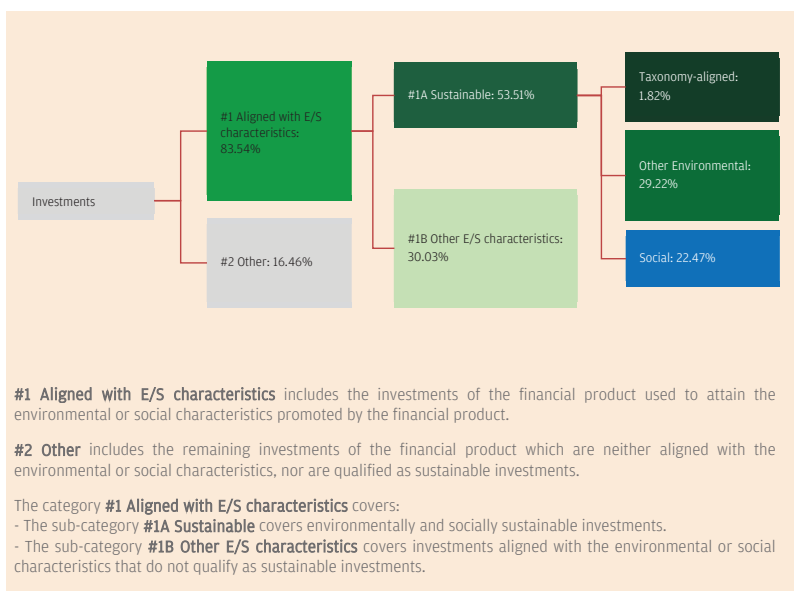 Investments
#1 Aligned with E/S
characteristics:
83.54%
#2 Other: 16.46%
#1A Sustainable: 53.51%
#1B Other E/S characteristics:
30.03%
Taxonomy-aligned:
1.82%
Other Environmental:
29.22%
Social: 22.47%
#1 Aligned with E/S characteristics includes the investments of the financial product used to attain the
environmental or social characteristics promoted by the financial product.
#2 Other includes the remaining investments of the financial product which are neither aligned with the
environmental or social characteristics, nor are qualified as sustainable investments.
The category #1 Aligned with E/S characteristics covers:
- The sub-category #1A Sustainable covers environmentally and socially sustainable investments.
- The sub-category #1B Other E/S characteristics covers investments aligned with the environmental or social
characteristics that do not qualify as sustainable investments.